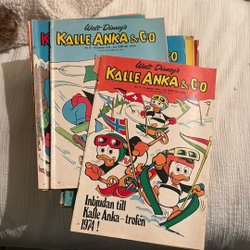 Walt Disney's
KALLE ANKA & C:O
Walt Disney's
KALLE ANKA & C:O
Inbjudan till
Kalle Anka-trofén
1974!